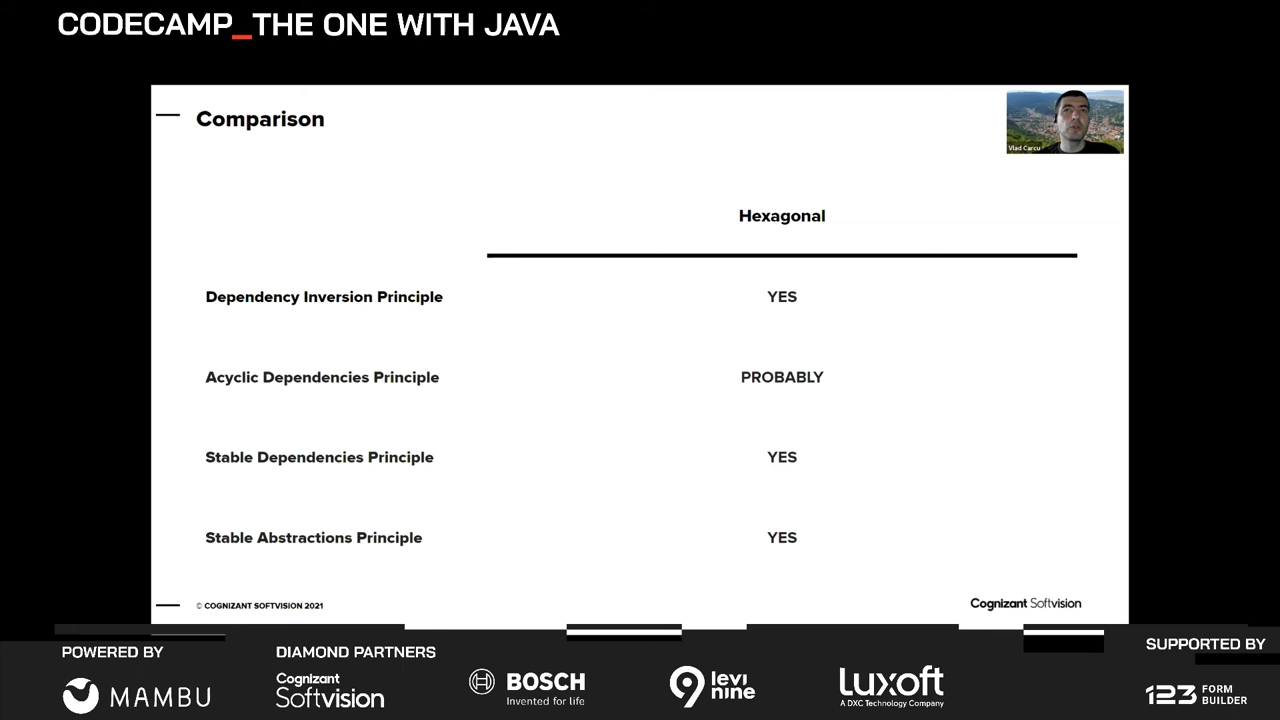 CODECAMP_THE ONE WITH JAVA
Comparison
Vlad Carcu
Hexagonal
Dependency Inversion Principle YES
Acyclic Dependencies Principle PROBABLY
Stable Dependencies Principle YES
Stable Abstractions Principle YES
© COGNIZANT SOFTVISION 2021
Cognizant Softvision
POWERED BY
MAMBU
DIAMOND PARTNERS
Cognizant
Softvision
BOSCH
Invented for life
9 levi
nine
Luxoft
A DXC Technology Company
SUPPORTED BY
123 FORM
BUILDER